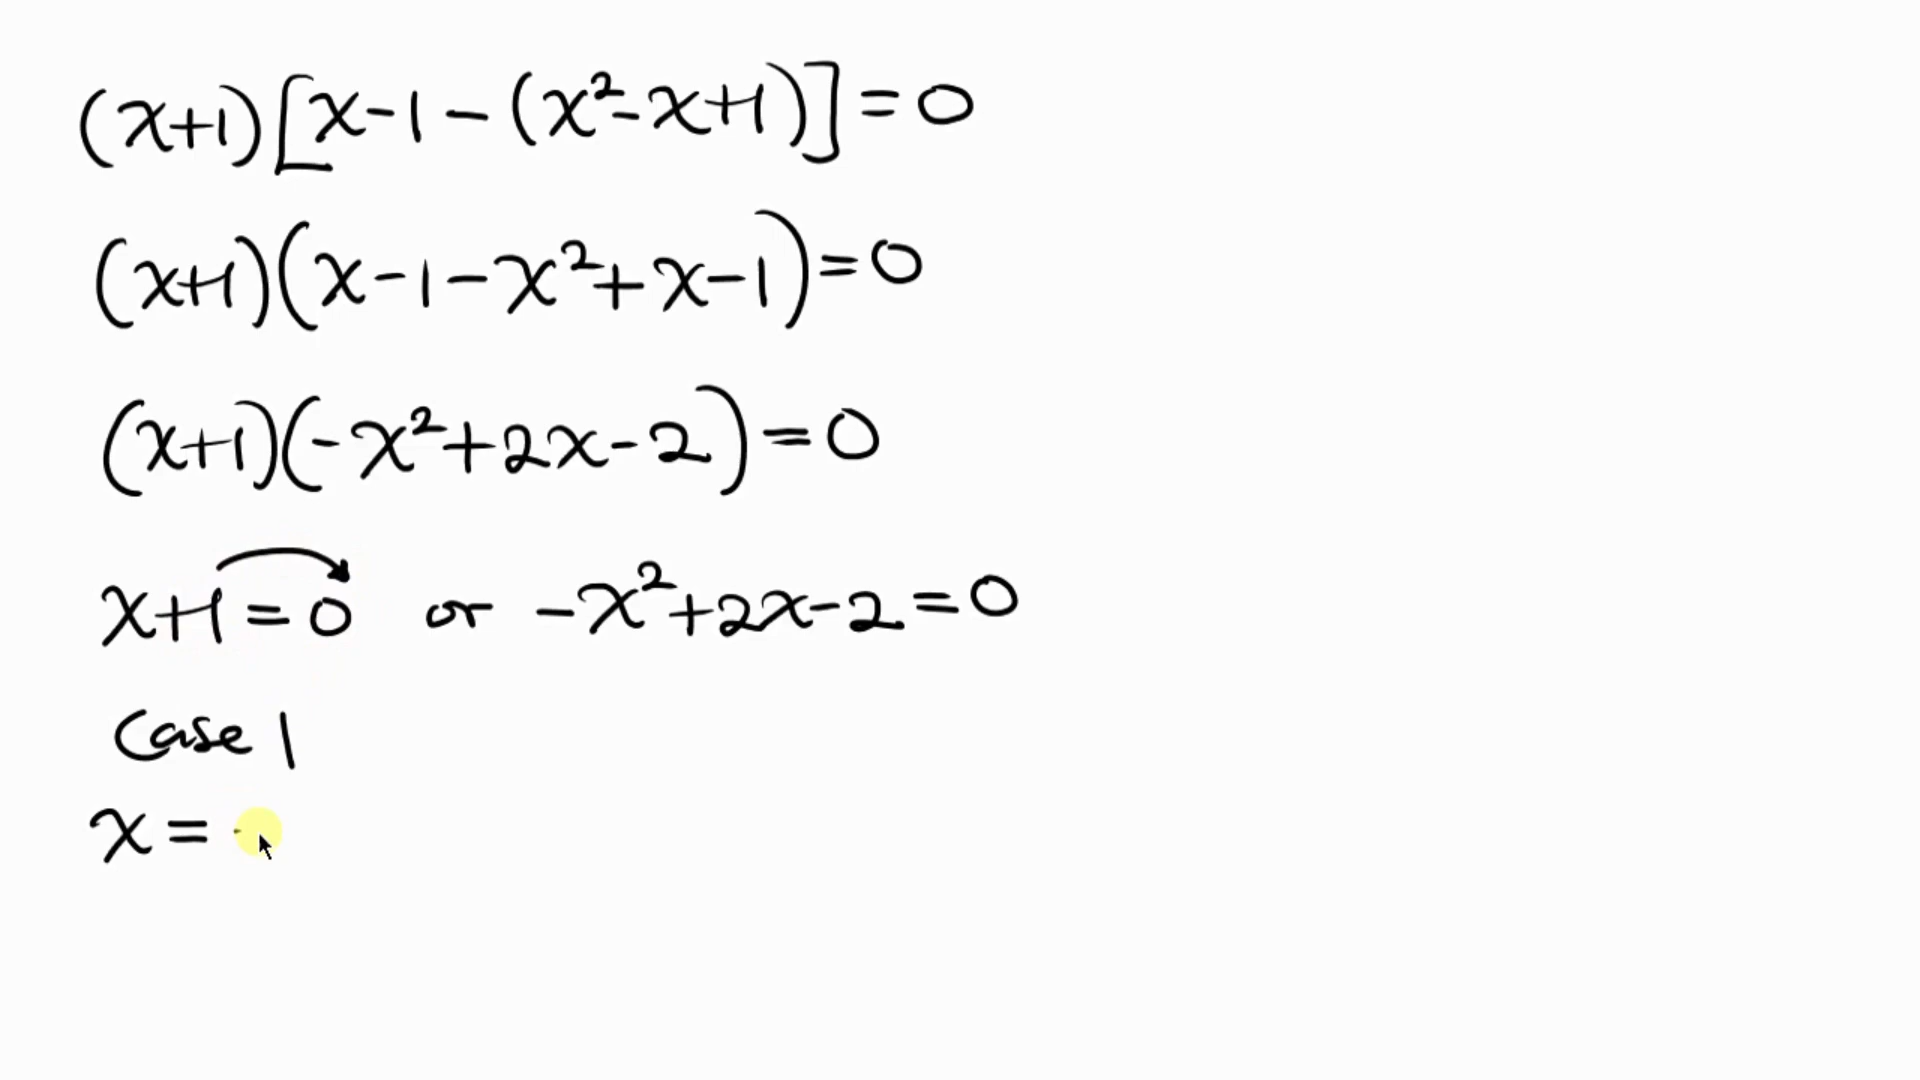 (x+1)[x-1-(x²-x+1)]=0
(x+1)(x-1-x²+x-1)=0
(x+1)(-x²+2x-2)=0
x+1=0 or -x²+2x-2=0
Case 1
x= -